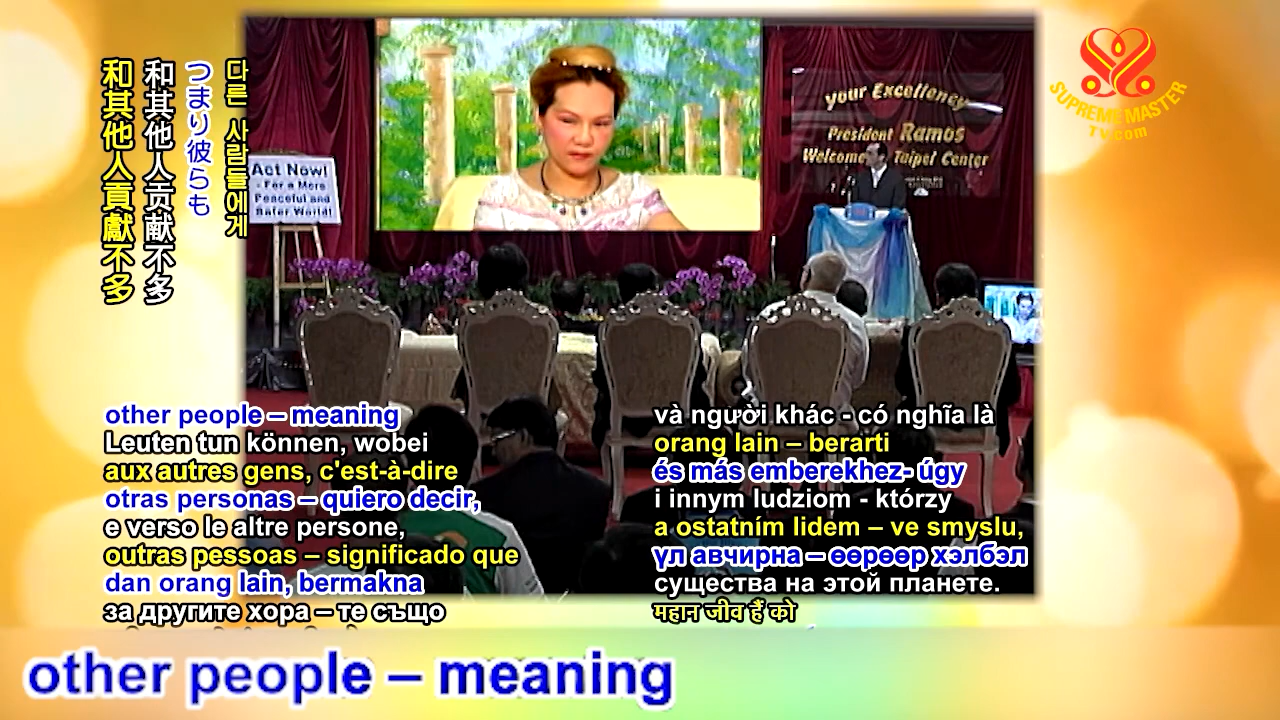 和其他人貢獻不多
和其他人贡献不多
つまり彼らも
다른 사람들에게
Act Now!
- For a More
Peaceful and
Safer World!
Your Excellency
President Ramos
Welcome
Taipei Center
SUPREME MASTER
TV.com
other people – meaning
Leuten tun können, wobei
aux autres gens, c'est-à-dire
otras personas – quiero decir,
e verso le altre persone,
outras pessoas – significado que
dan orang lain, bermakna
за другите хора – те също
và người khác - có nghĩa là
orang lain – berarti
és más emberekhez- úgy
i innym ludziom - którzy
a ostatním lidem – ve smyslu,
үл авчирна – өөрөөр хэлбэл
существа на этой планете.
महान जीव हैं को
other people – meaning